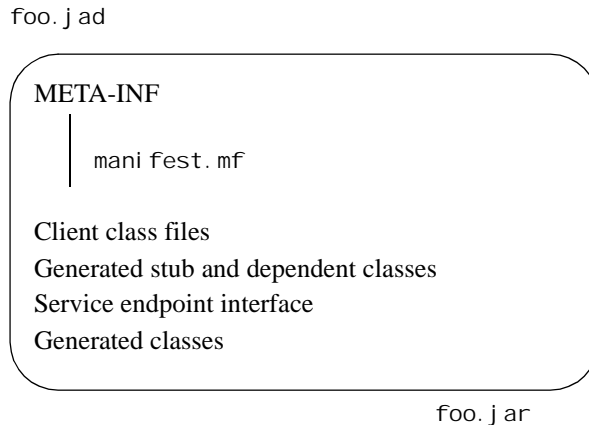 foo.jad
META-INF
manifest.mf
Client class files
Generated stub and dependent classes
Service endpoint interface
Generated classes
foo.jar